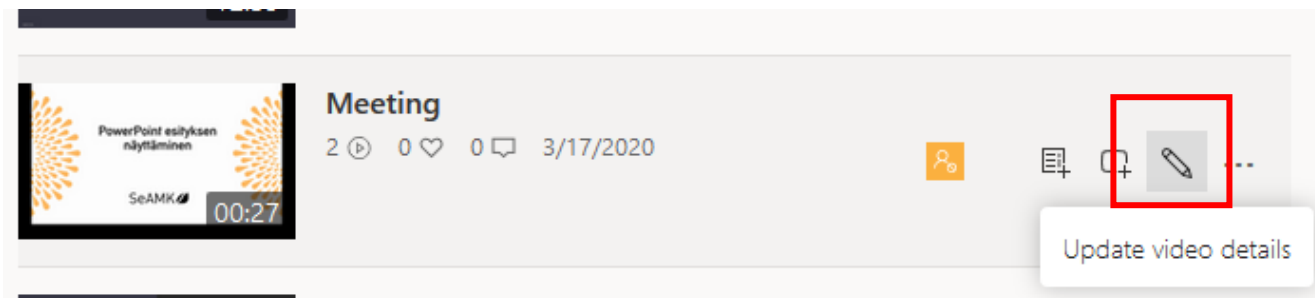 Meeting
2 0 0 3/17/2020
PowerPoint esityksen
näyttäminen
SeAMK
00:27
Update video details